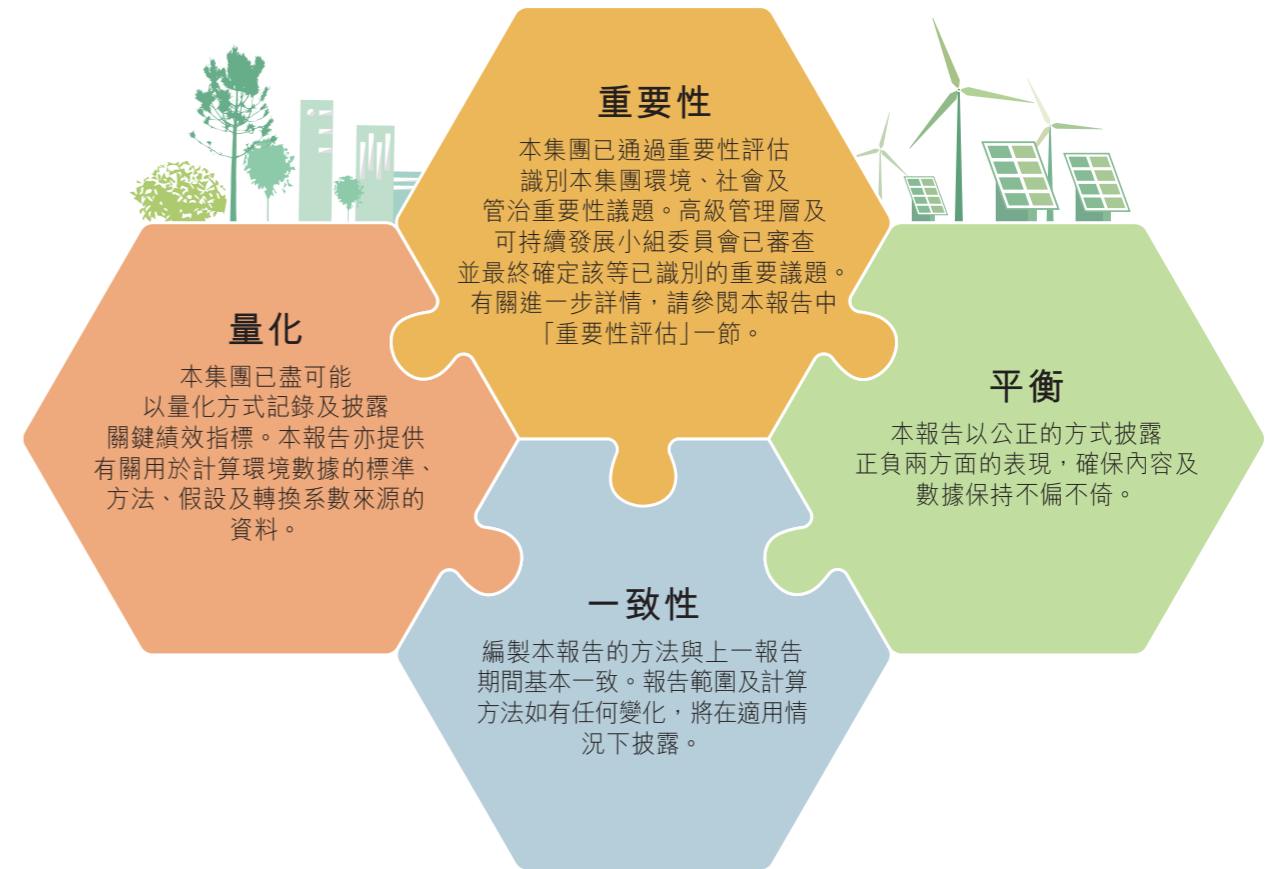 重要性
本集團已通過重要性評估
識別本集團環境、社會及
管治重要性議題。高級管理層及
可持續發展小組委員會已審查
並最終確定該等已識別的重要議題。
有關進一步詳情，請參閱本報告中
「重要性評估」一節。
量化
本集團已盡可能
以量化方式記錄及披露
關鍵績效指標。本報告亦提供
有關用於計算環境數據的標準、
方法、假設及轉換系數來源的
資料。
平衡
本報告以公正的方式披露
正負兩方面的表現，確保內容及
數據保持不偏不倚。
一致性
編製本報告的方法與上一報告
期間基本一致。報告範圍及計算
方法如有任何變化，將在適用情
況下披露。